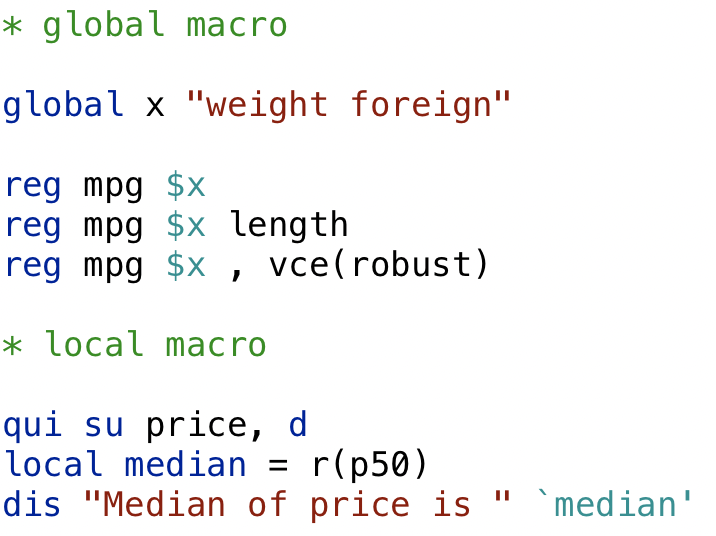 * global macro
global x "weight foreign"
reg mpg $x
reg mpg $x length
reg mpg $x , vce(robust)
* local macro
qui su price, d
local median = r(p50)
dis "Median of price is " `median'